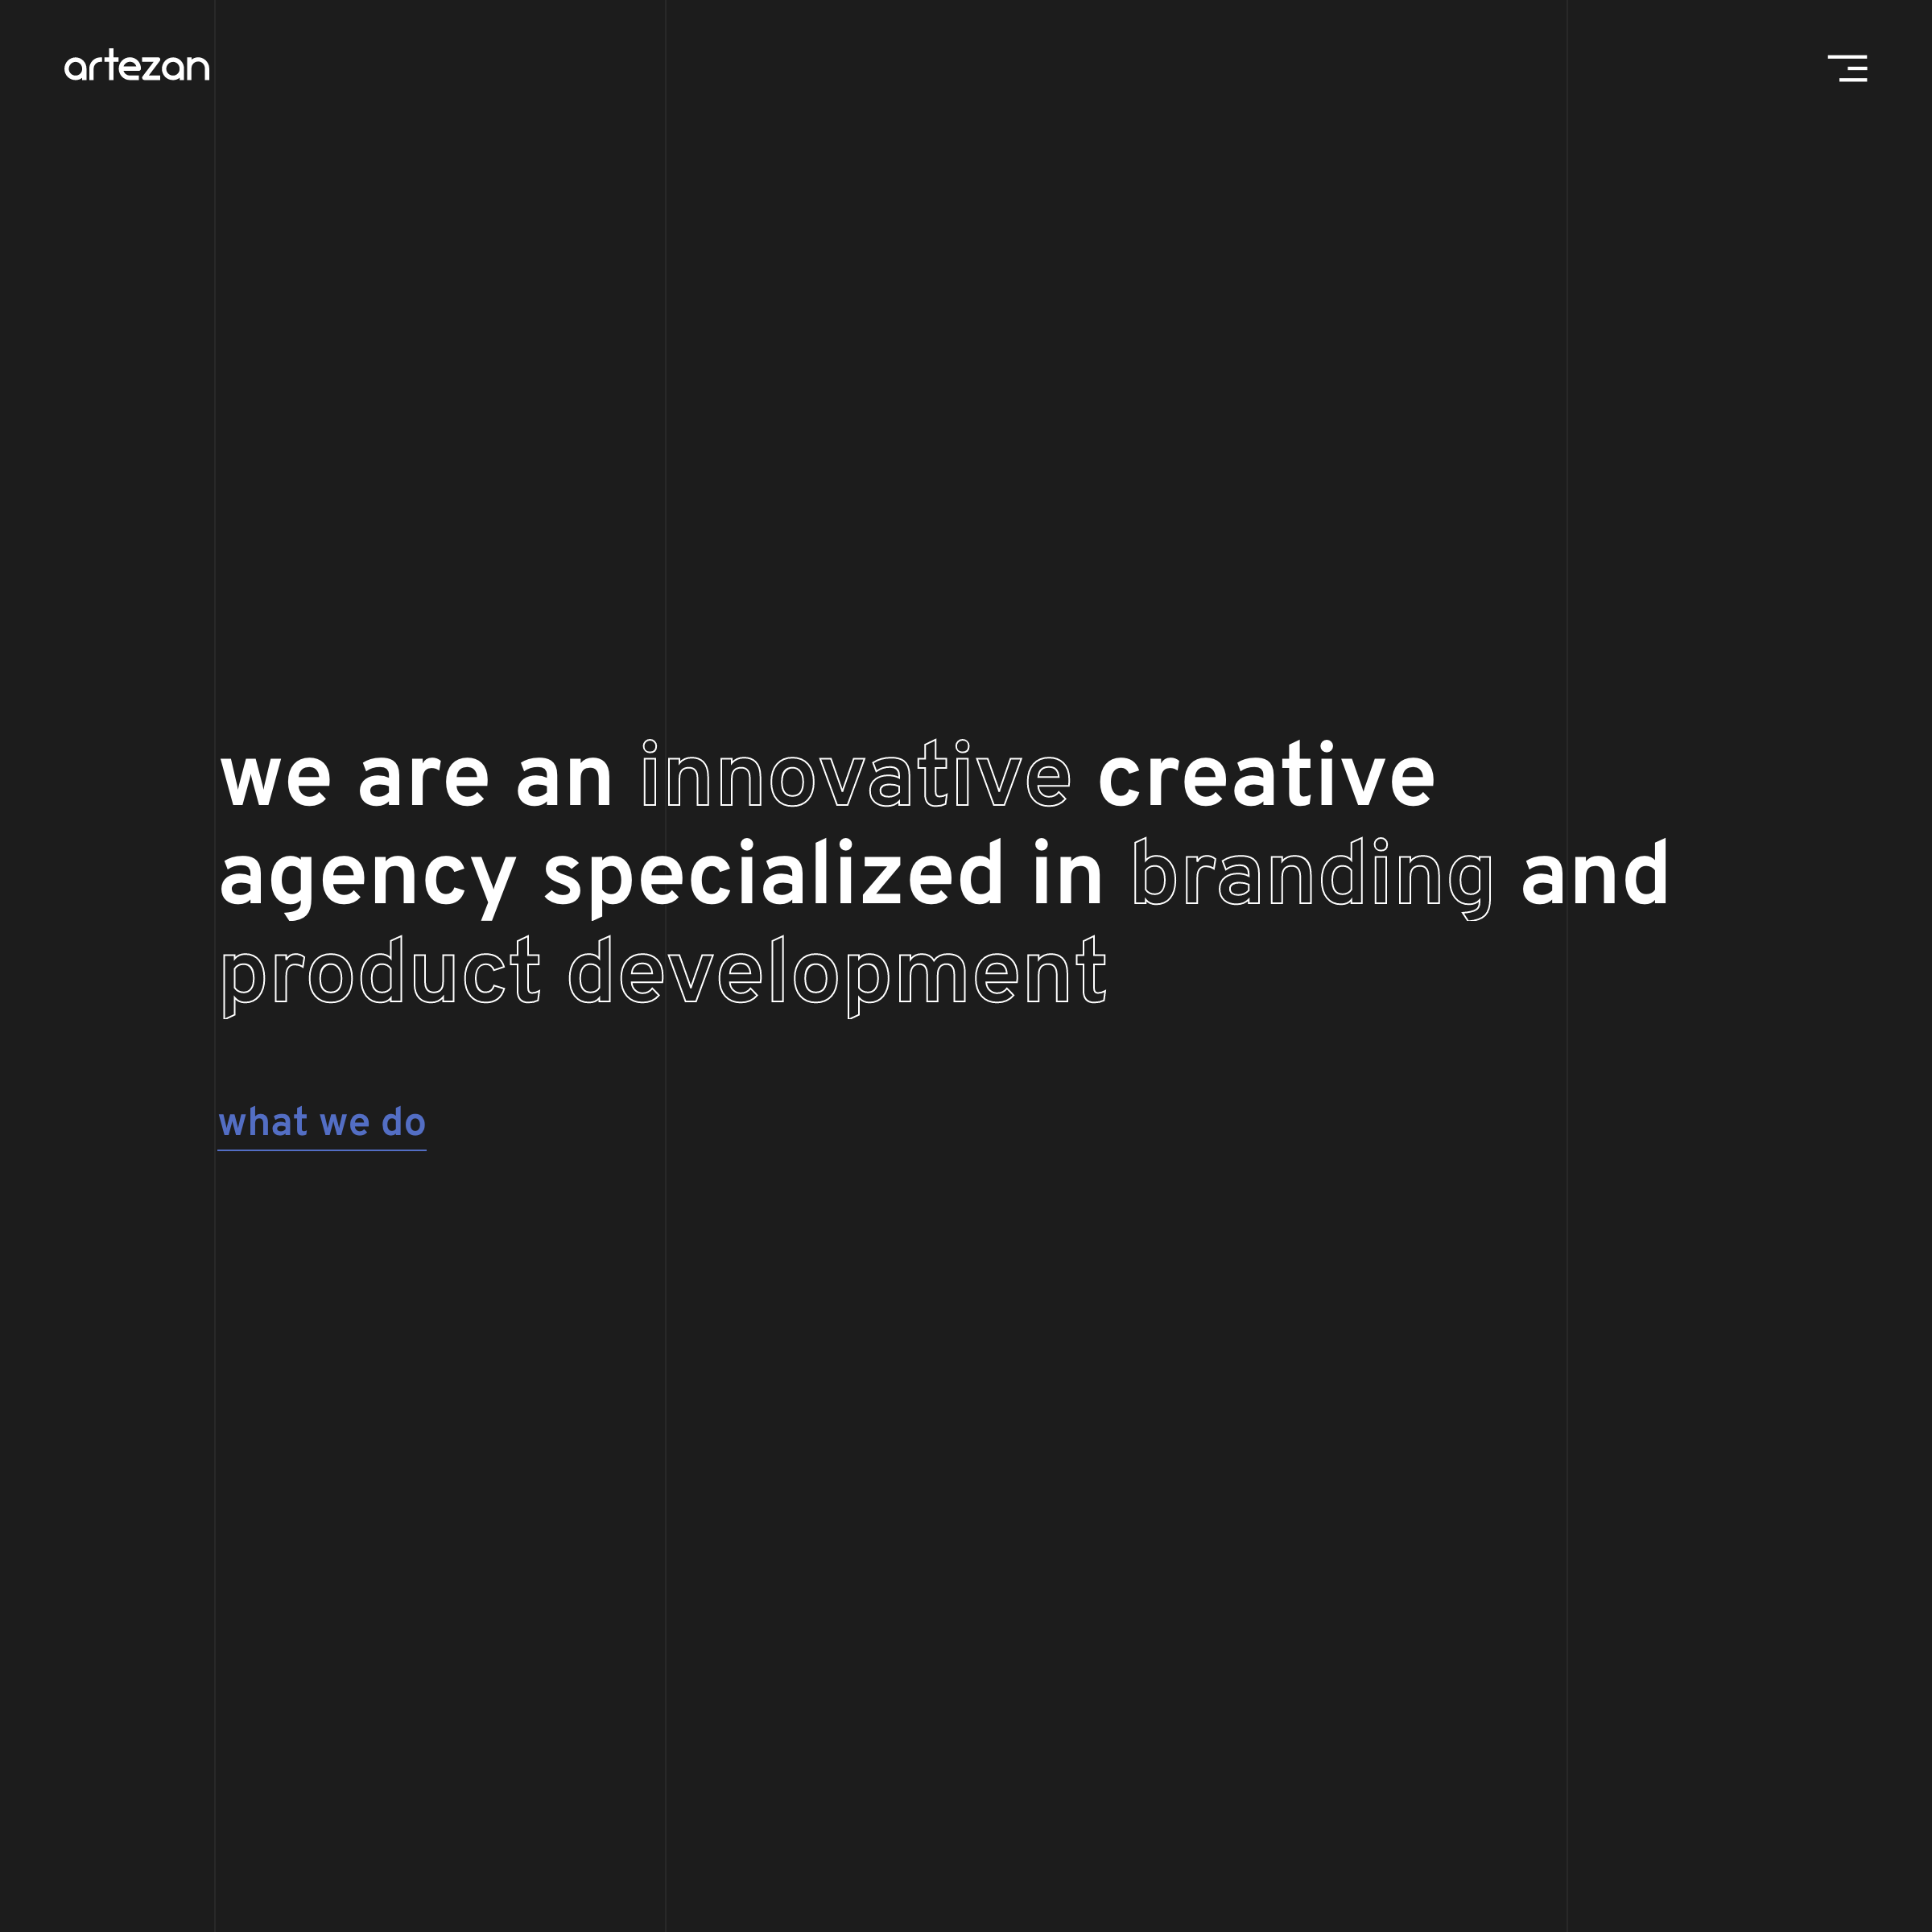 artezan
we are an innovative creative
agency specialized in branding and
product development
what we do